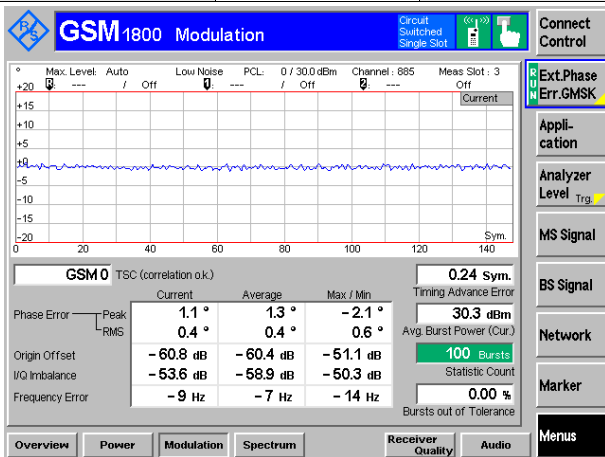 R&S GSM1800 Modulation Circuit Switched Single Slot Connect Control
° Max. Level: Auto Low Noise PCL: 0 / 30.0 dBm Channel : 885 Meas Slot : 3
+20 1: --- / Off 2: --- / Off 3: --- Off
Current
RUN Ext.Phase Err.GMSK
+15
+10
Appli-cation
+5
+0
Analyzer Level Trg.
-5
-10
-15
MS Signal
-20 Sym.
0 20 40 60 80 100 120 140
GSM 0 TSC (correlation o.k.) 0.24 Sym.
Current Average Max / Min Timing Advance Error
BS Signal
Phase Error Peak 1.1 ° 1.3 ° – 2.1 ° 30.3 dBm
RMS 0.4 ° 0.4 ° 0.6 ° Avg. Burst Power (Cur.)
Network
Origin Offset – 60.8 dB – 60.4 dB – 51.1 dB 100 Bursts
I/Q Imbalance – 53.6 dB – 58.9 dB – 50.3 dB Statistic Count
Marker
Frequency Error – 9 Hz – 7 Hz – 14 Hz 0.00 %
Bursts out of Tolerance
Overview Power Modulation Spectrum Receiver Quality Audio Menus